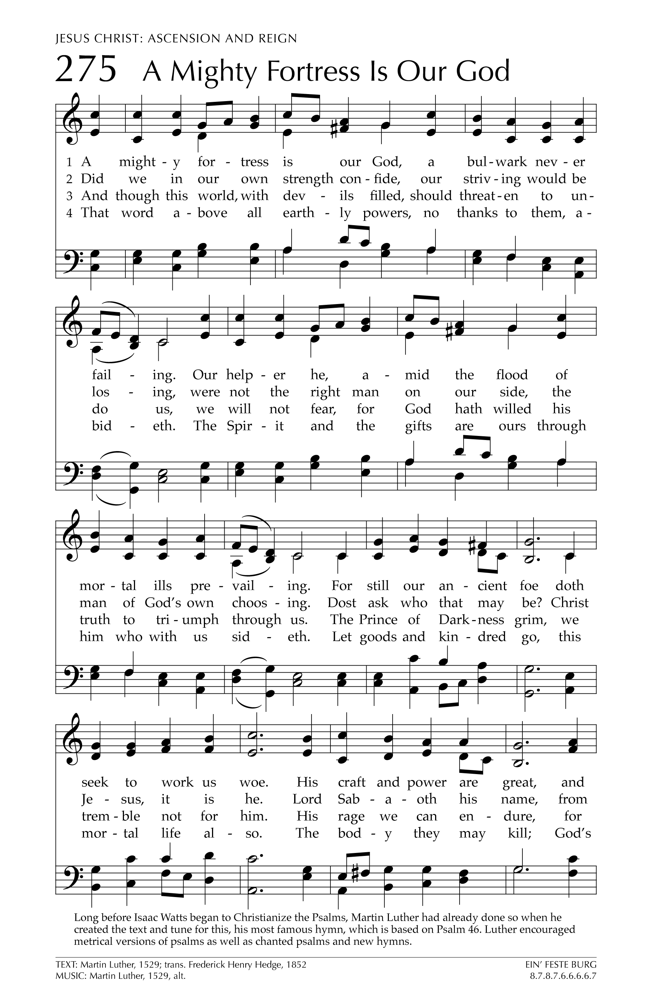 JESUS CHRIST: ASCENSION AND REIGN
275 A Mighty Fortress Is Our God
1 A might - y for - tress is our God, a bul - wark nev - er
2 Did we in our own strength con - fide, our striv - ing would be
3 And though this world, with dev - ils filled, should threat - en to un -
4 That word a - bove all earth - ly powers, no thanks to them, a -
fail - ing. Our help - er he, a - mid the flood of
los - ing, were not the right man on our side, the
do us, we will not fear, for God hath willed his
bid - eth. The Spir - it and the gifts are ours through
mor - tal ills pre - vail - ing. For still our an - cient foe doth
man of God's own choos - ing. Dost ask who that may be? Christ
truth to tri - umph through us. The Prince of Dark - ness grim, we
him who with us sid - eth. Let goods and kin - dred go, this
seek to work us woe. His craft and power are great, and
Je - sus, it is he. Lord Sab - a - oth his name, from
trem - ble not for him. His rage we can en - dure, for
mor - tal life al - so. The bod - y they may kill; God's
Long before Isaac Watts began to Christianize the Psalms, Martin Luther had already done so when he
created the text and tune for this, his most famous hymn, which is based on Psalm 46. Luther encouraged
metrical versions of psalms as well as chanted psalms and new hymns.
TEXT: Martin Luther, 1529; trans. Frederick Henry Hedge, 1852
EIN' FESTE BURG
MUSIC: Martin Luther, 1529, alt.
8.7.8.7.6.6.6.6.7